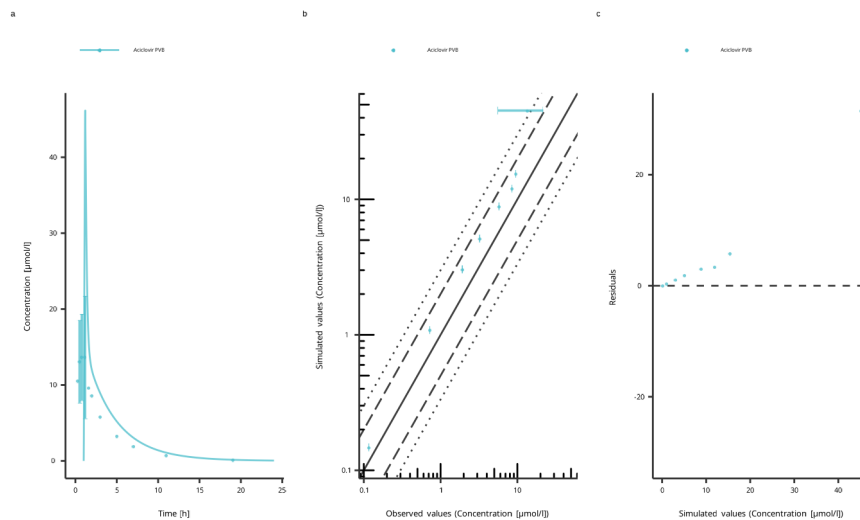 a
Aciclovir PVB
40
30
20
10
0
0
5
10
15
20
25
Concentration [µmol/l]
Time [h]
b
Aciclovir PVB
10
1
0.1
0.1
1
10
Simulated values (Concentration [µmol/l])
Observed values (Concentration [µmol/l])
c
Aciclovir PVB
20
0
-20
0
10
20
30
40
Residuals
Simulated values (Concentration [µmol/l])